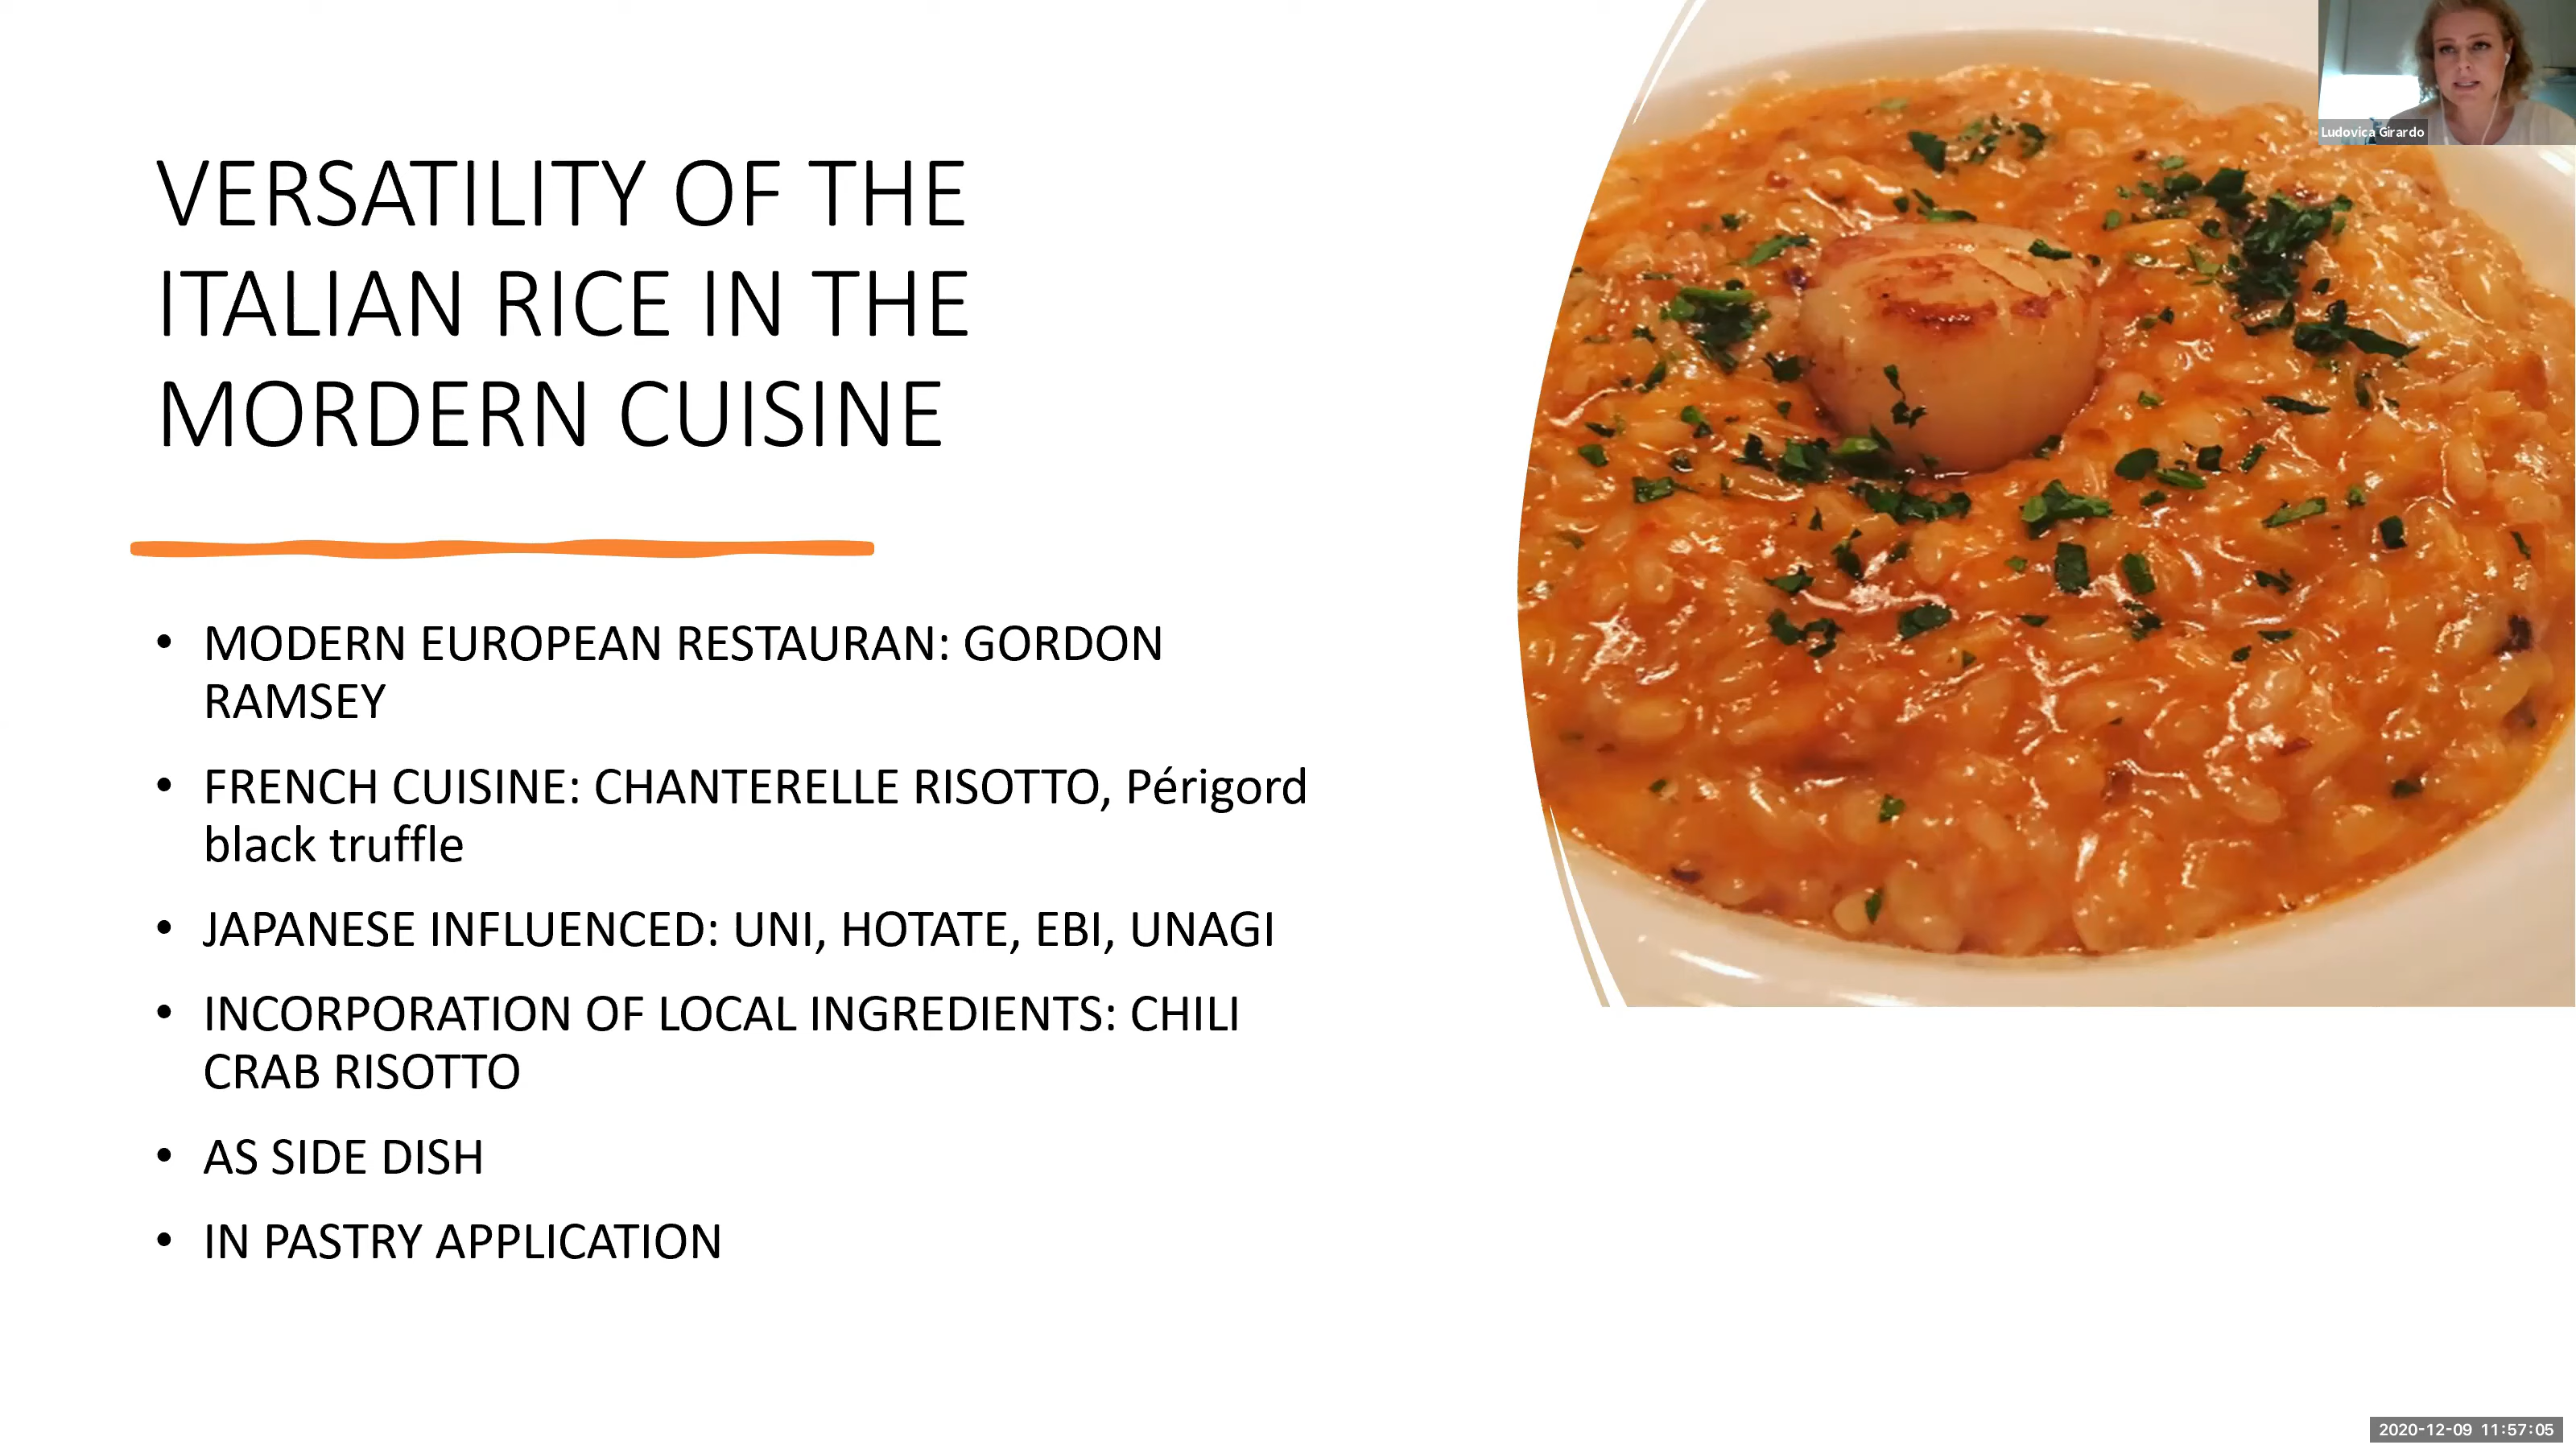 VERSATILITY OF THE
ITALIAN RICE IN THE
MORDERN CUISINE
• MODERN EUROPEAN RESTAURAN: GORDON
RAMSEY
• FRENCH CUISINE: CHANTERELLE RISOTTO, Périgord
black truffle
• JAPANESE INFLUENCED: UNI, HOTATE, EBI, UNAGI
• INCORPORATION OF LOCAL INGREDIENTS: CHILI
CRAB RISOTTO
• AS SIDE DISH
• IN PASTRY APPLICATION
Ludovica Girardo
2020-12-09 11:57:05